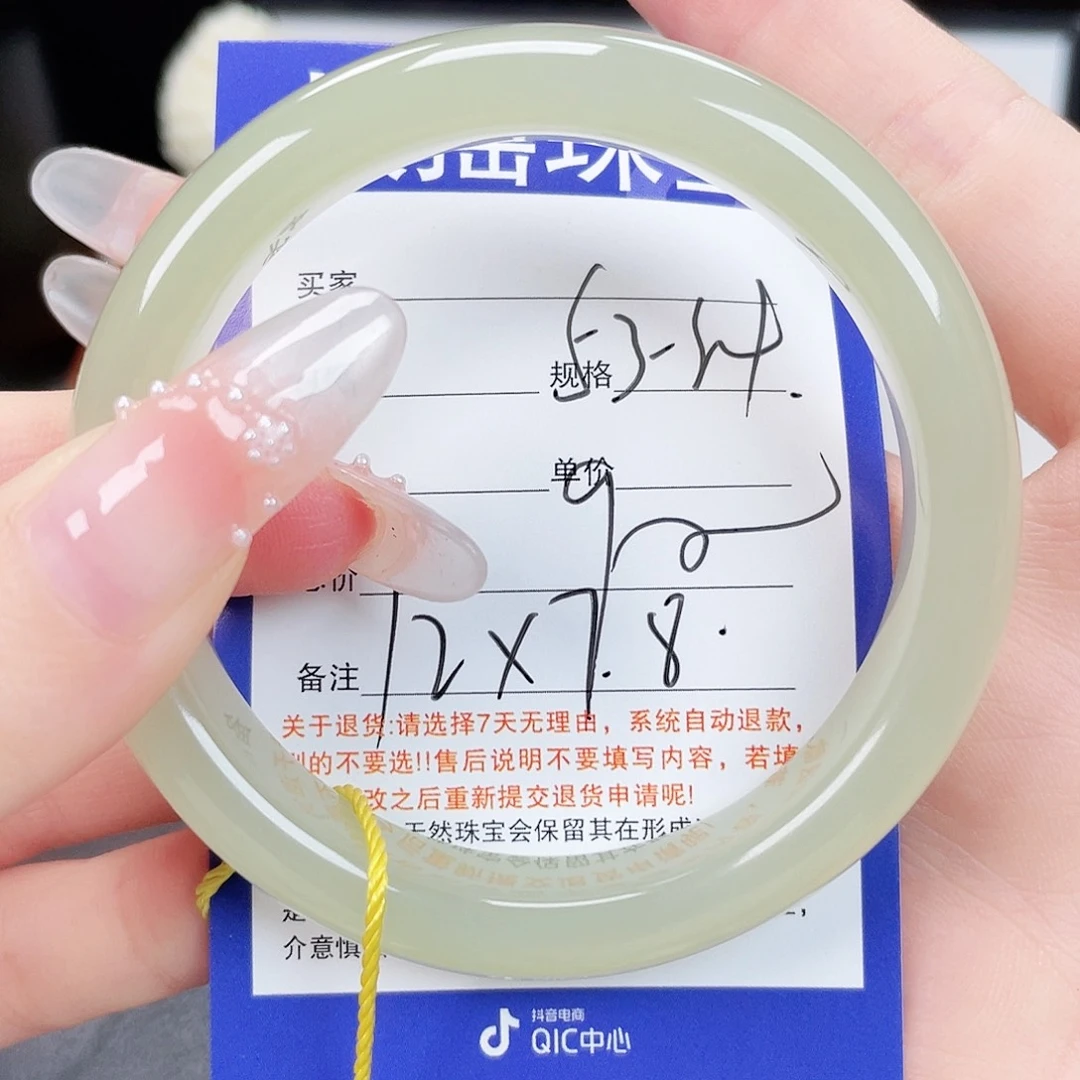 珠
买家
规格 53-54.
单价
价
备注 12X7.8.
关于退货:请选择7天无理由，系统自动退款，
的不要选!!售后说明不要填写内容，若填
改之后重新提交退货申请呢!
天然珠宝会保留其在形成
介意慎
抖音电商
QIC中心